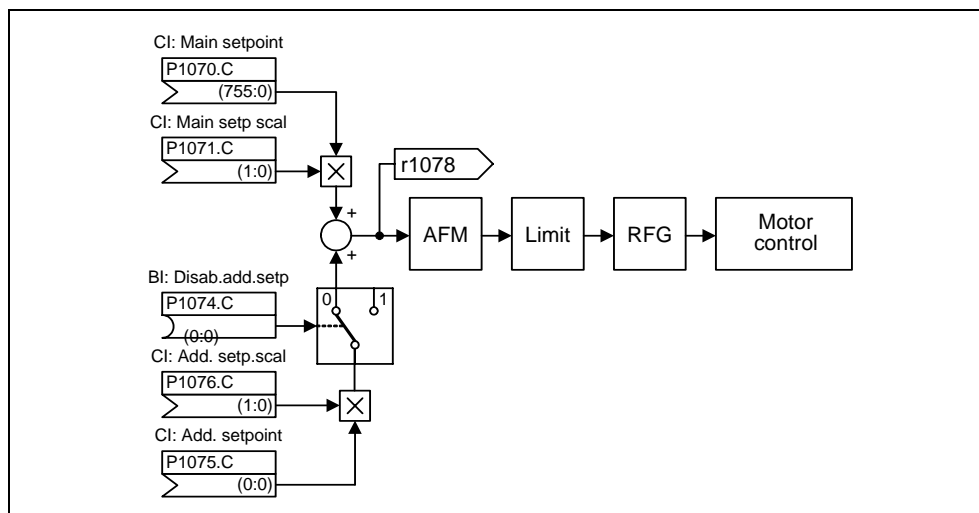 CI: Main setpoint
P1070.C
(755:0)
CI: Main setp scal
P1071.C
(1:0)
r1078
+
+
AFM
Limit
RFG
Motor
control
BI: Disab.add.setp
P1074.C
(0:0)
0
1
CI: Add. setp.scal
P1076.C
(1:0)
CI: Add. setpoint
P1075.C
(0:0)